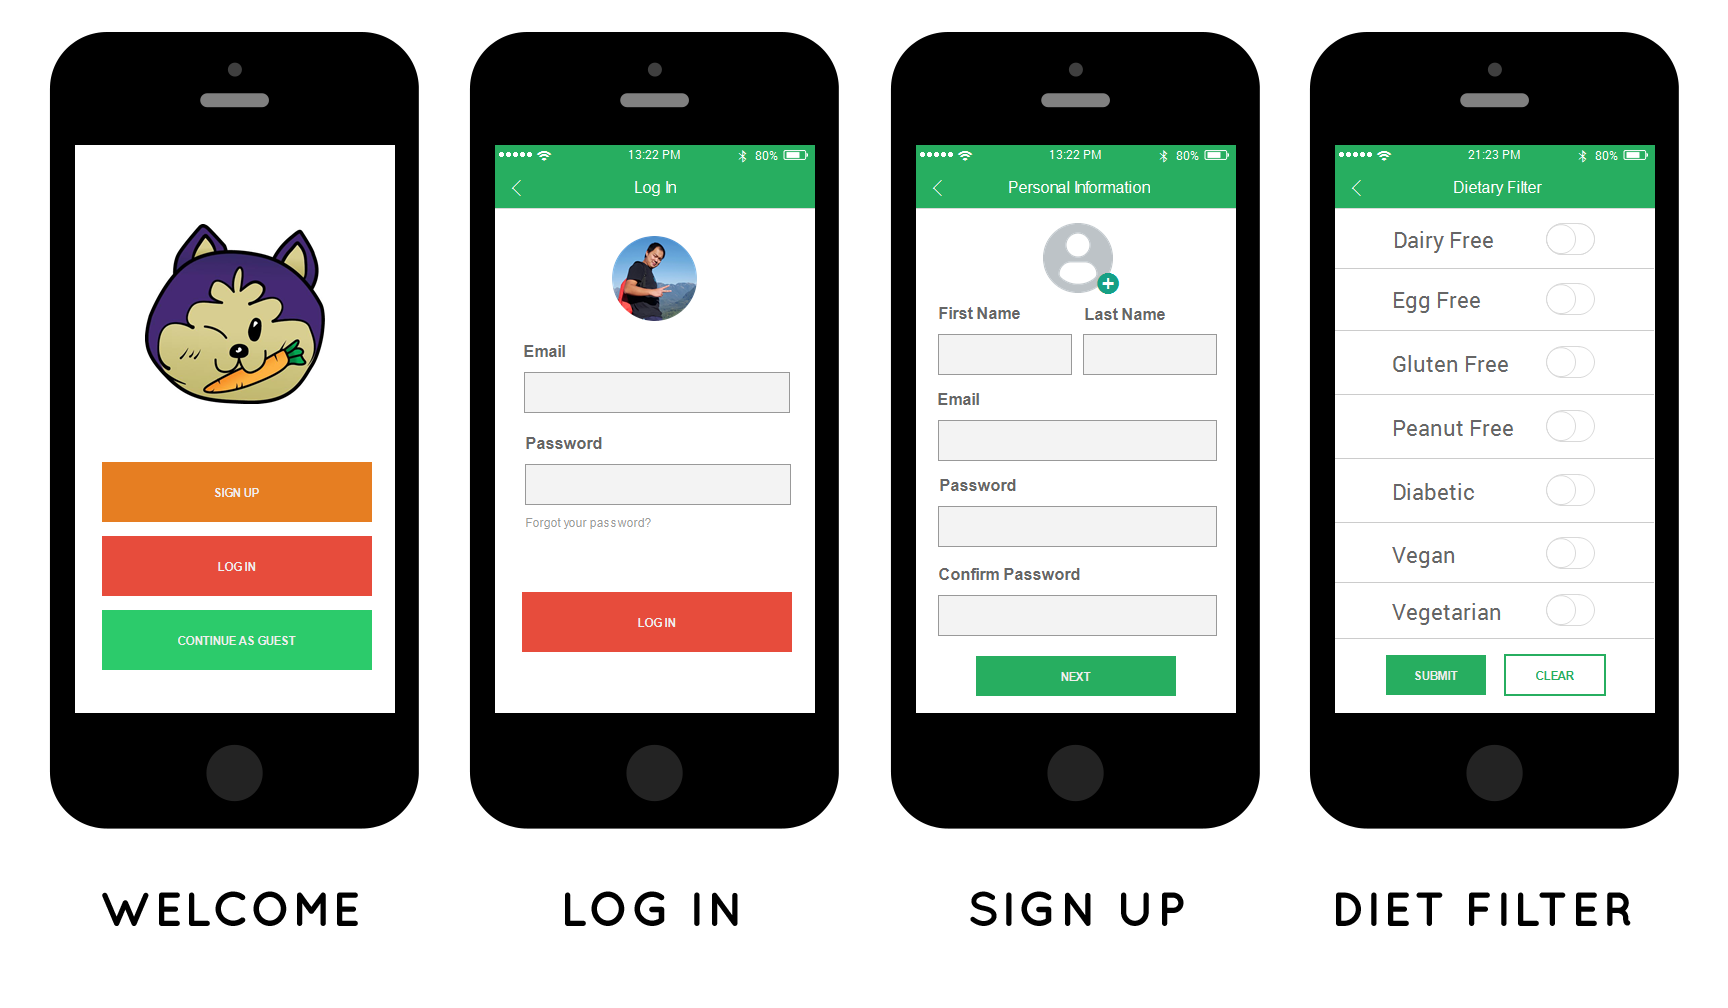 SIGN UP
LOG IN
CONTINUE AS GUEST
WELCOME
13:22 PM 80%
Log In
Email
Password
Forgot your password?
LOG IN
LOG IN
13:22 PM 80%
Personal Information
First Name Last Name
Email
Password
Confirm Password
NEXT
SIGN UP
21:23 PM 80%
Dietary Filter
Dairy Free
Egg Free
Gluten Free
Peanut Free
Diabetic
Vegan
Vegetarian
SUBMIT CLEAR
DIET FILTER